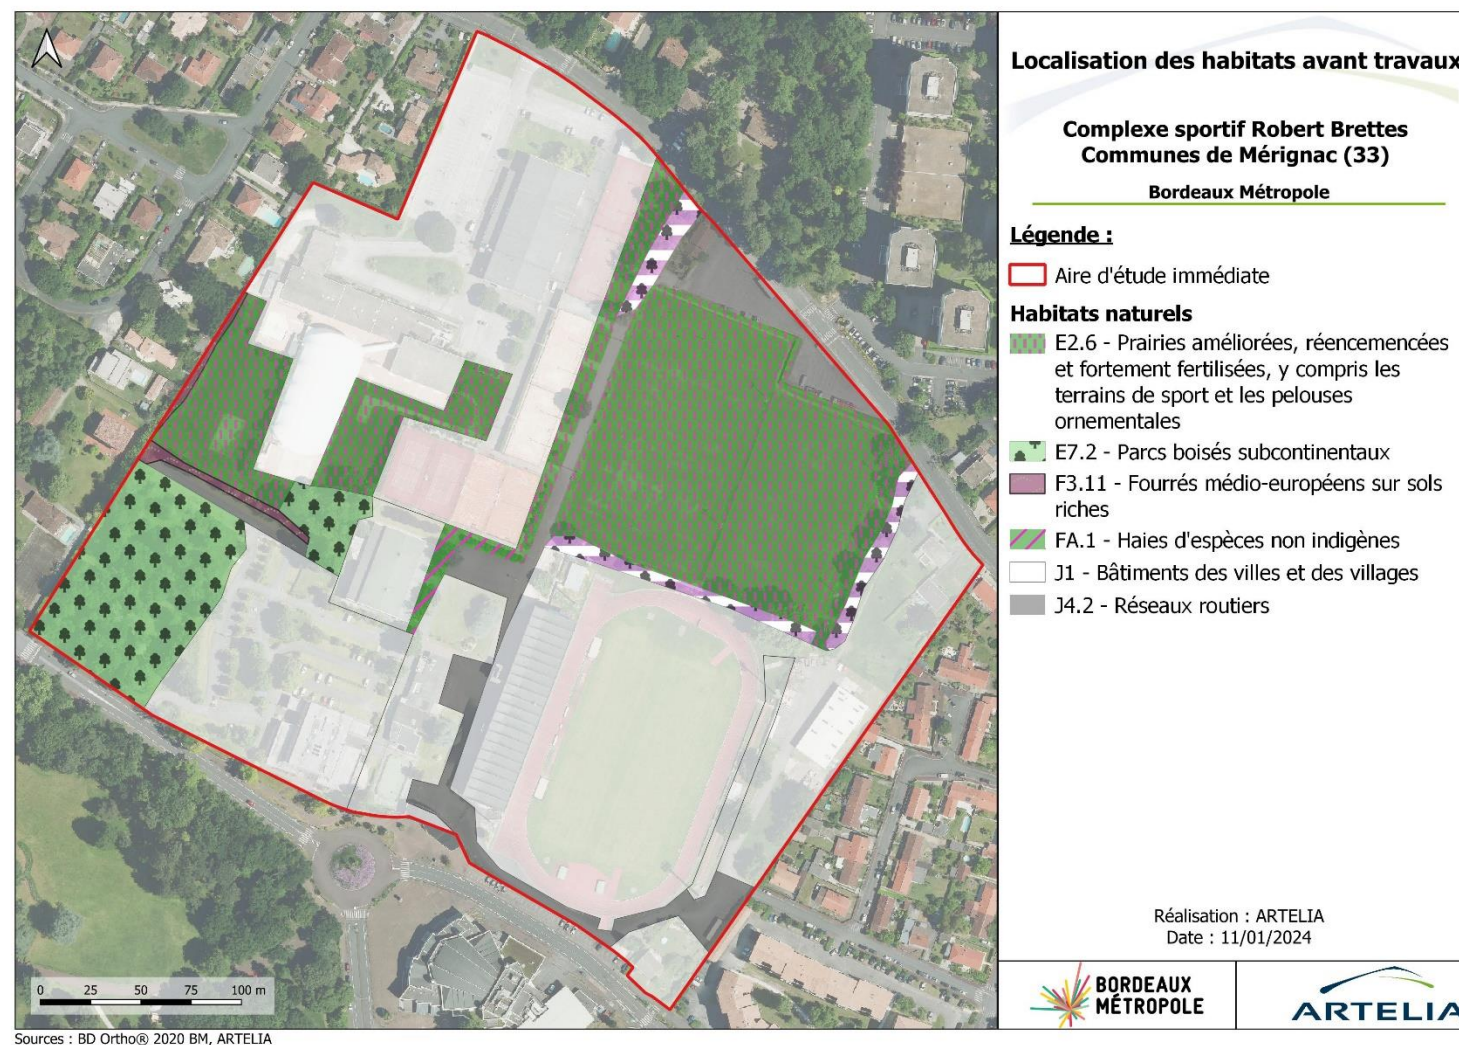 Localisation des habitats avant travaux
Complexe sportif Robert Brettes
Communes de Mérignac (33)
Bordeaux Métropole
Légende :
Aire d'étude immédiate
Habitats naturels
E2.6 - Prairies améliorées, réencemencées
et fortement fertilisées, y compris les
terrains de sport et les pelouses
ornementales
E7.2 - Parcs boisés subcontinentaux
F3.11 - Fourrés médio-européens sur sols
riches
FA.1 - Haies d'espèces non indigènes
J1 - Bâtiments des villes et des villages
J4.2 - Réseaux routiers
Réalisation : ARTELIA
Date : 11/01/2024
BORDEAUX
MÉTROPOLE
ARTELIA
0 25 50 75 100 m
Sources : BD Ortho® 2020 BM, ARTELIA